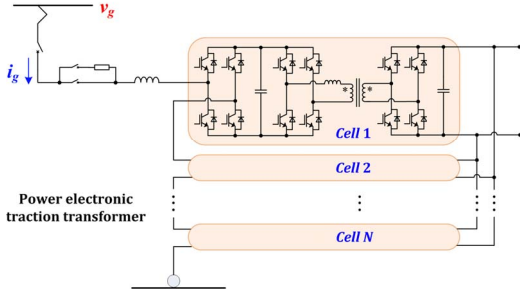 v_g
i_g
* *
Cell 1
Cell 2
Power electronic
traction transformer
Cell N